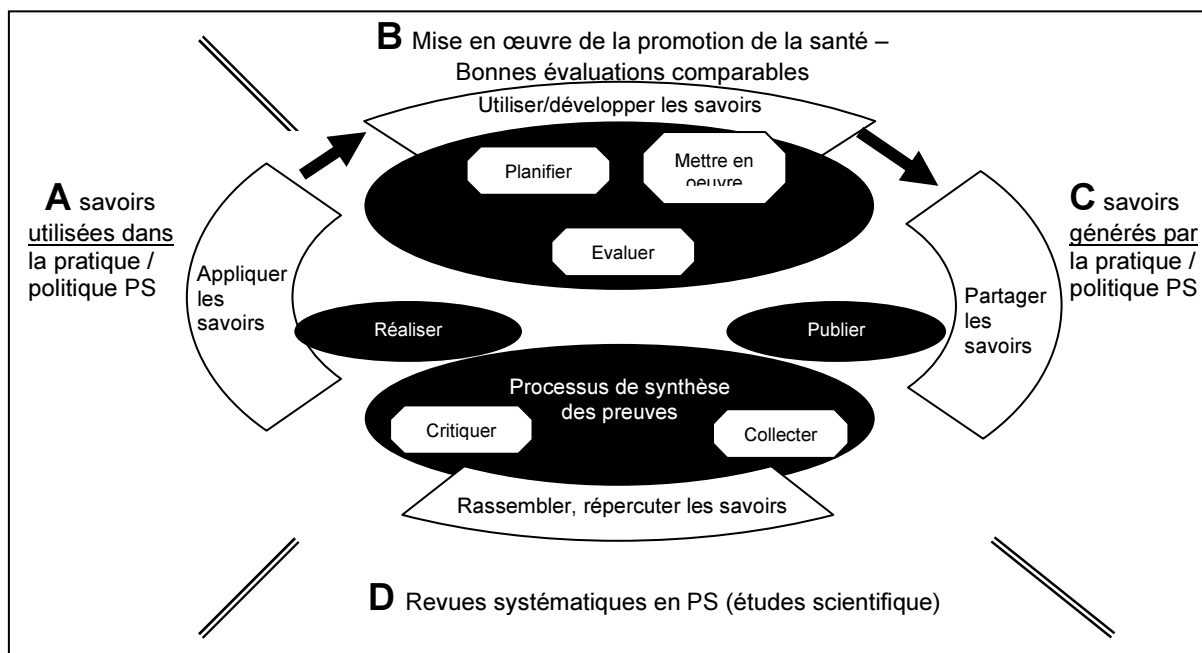 B Mise en œuvre de la promotion de la santé –
Bonnes évaluations comparables
Utiliser/développer les savoirs
Planifier
Mettre en
oeuvre
Evaluer
A savoirs
utilisées dans
la pratique /
politique PS
Appliquer
les
savoirs
C savoirs
générés par
la pratique /
politique PS
Partager
les
savoirs
Réaliser
Publier
Processus de synthèse
des preuves
Critiquer
Collecter
Rassembler, répercuter les savoirs
D Revues systématiques en PS (études scientifique)